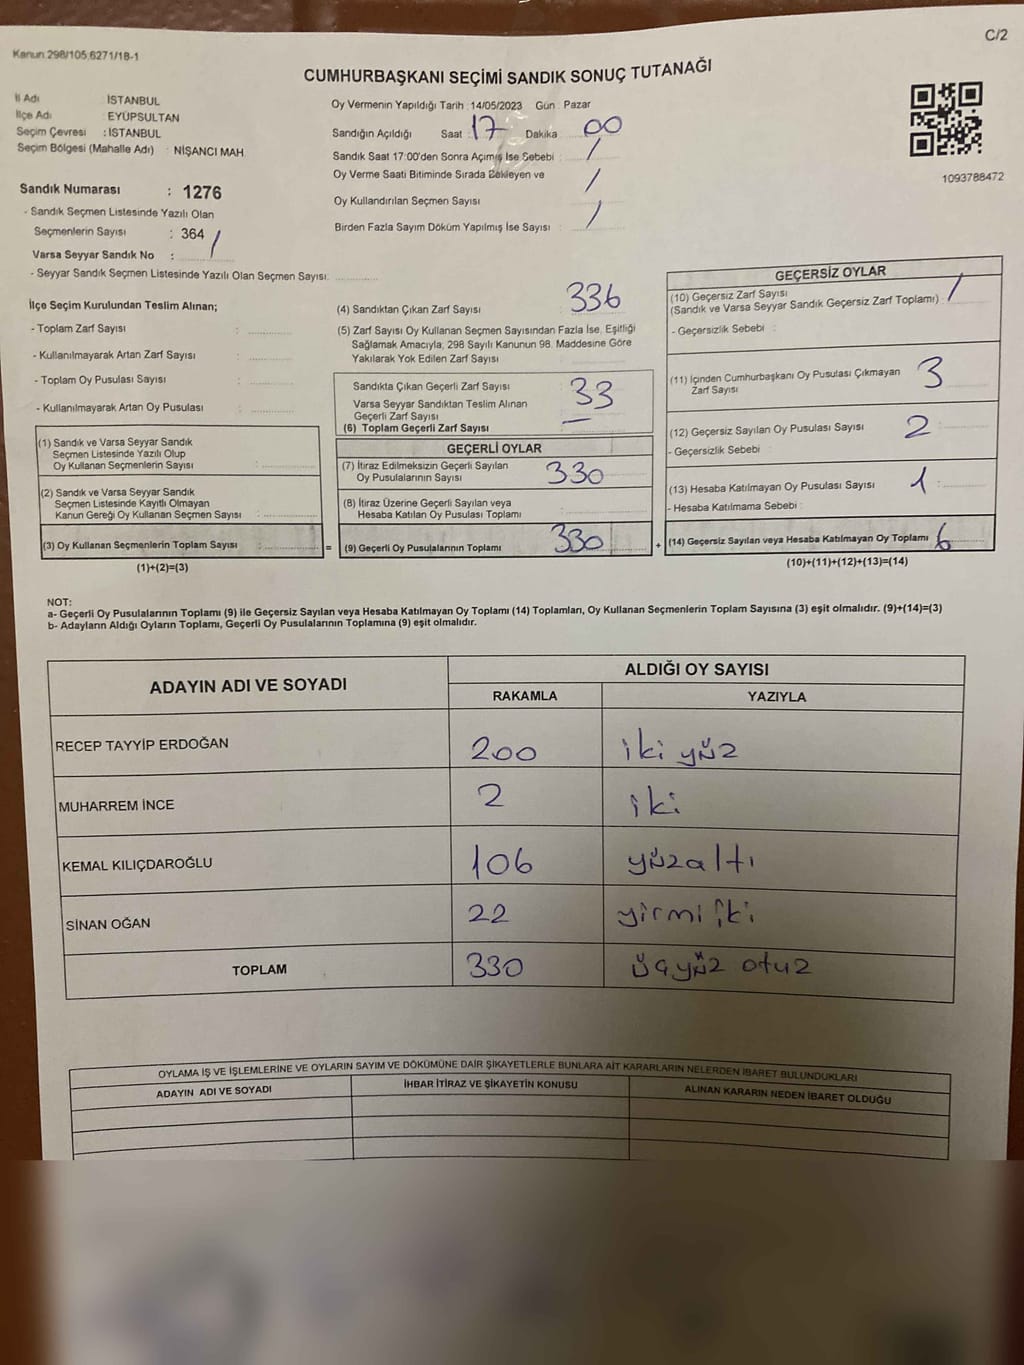 Kanun 298/105;6271/18-1
C/2
CUMHURBAŞKANI SEÇİMİ SANDIK SONUÇ TUTANAĞI
İl Adı : İSTANBUL
İlçe Adı : EYÜPSULTAN
Seçim Çevresi : İSTANBUL
Seçim Bölgesi (Mahalle Adı) : NİŞANCI MAH.
Sandık Numarası : 1276
- Sandık Seçmen Listesinde Yazılı Olan
Seçmenlerin Sayısı : 364
Varsa Seyyar Sandık No : /
- Seyyar Sandık Seçmen Listesinde Yazılı Olan Seçmen Sayısı:
Oy Vermenin Yapıldığı Tarih : 14/05/2023 Gün : Pazar
Sandığın Açıldığı Saat : 17 Dakika : 00
Sandık Saat 17:00'den Sonra Açımış İse Sebebi : /
Oy Verme Saati Bitiminde Sırada Bekleyen ve /
Oy Kullandırılan Seçmen Sayısı
Birden Fazla Sayım Döküm Yapılmış İse Sayısı : /
1093788472
İlçe Seçim Kurulundan Teslim Alınan;
- Toplam Zarf Sayısı :
- Kullanılmayarak Artan Zarf Sayısı :
- Toplam Oy Pusulası Sayısı :
- Kullanılmayarak Artan Oy Pusulası :
(1) Sandık ve Varsa Seyyar Sandık
Seçmen Listesinde Yazılı Olup
Oy Kullanan Seçmenlerin Sayısı :
(2) Sandık ve Varsa Seyyar Sandık
Seçmen Listesinde Kayıtlı Olmayan
Kanun Gereği Oy Kullanan Seçmen Sayısı :
(3) Oy Kullanan Seçmenlerin Toplam Sayısı : =
(1)+(2)=(3)
(4) Sandıktan Çıkan Zarf Sayısı : 336
(5) Zarf Sayısı Oy Kullanan Seçmen Sayısından Fazla İse, Eşitliği
Sağlamak Amacıyla, 298 Sayılı Kanunun 98. Maddesine Göre
Yakılarak Yok Edilen Zarf Sayısı :
Sandıkta Çıkan Geçerli Zarf Sayısı : 33
Varsa Seyyar Sandıktan Teslim Alınan
Geçerli Zarf Sayısı : —
(6) Toplam Geçerli Zarf Sayısı
GEÇERLİ OYLAR
(7) İtiraz Edilmeksizin Geçerli Sayılan
Oy Pusulalarının Sayısı : 330
(8) İtiraz Üzerine Geçerli Sayılan veya
Hesaba Katılan Oy Pusulası Toplamı :
(9) Geçerli Oy Pusulalarının Toplamı : 330 +
GEÇERSİZ OYLAR
(10) Geçersiz Zarf Sayısı
(Sandık ve Varsa Seyyar Sandık Geçersiz Zarf Toplamı) : /
- Geçersizlik Sebebi :
(11) İçinden Cumhurbaşkanı Oy Pusulası Çıkmayan
Zarf Sayısı : 3
(12) Geçersiz Sayılan Oy Pusulası Sayısı : 2
- Geçersizlik Sebebi :
(13) Hesaba Katılmayan Oy Pusulası Sayısı : 1
- Hesaba Katılmama Sebebi :
(14) Geçersiz Sayılan veya Hesaba Katılmayan Oy Toplamı : 6
(10)+(11)+(12)+(13)=(14)
NOT:
a- Geçerli Oy Pusulalarının Toplamı (9) ile Geçersiz Sayılan veya Hesaba Katılmayan Oy Toplamı (14) Toplamları, Oy Kullanan Seçmenlerin Toplam Sayısına (3) eşit olmalıdır. (9)+(14)=(3)
b- Adayların Aldığı Oyların Toplamı, Geçerli Oy Pusulalarının Toplamına (9) eşit olmalıdır.
ADAYIN ADI VE SOYADI
ALDIĞI OY SAYISI
RAKAMLA YAZIYLA
RECEP TAYYİP ERDOĞAN 200 iki yüz
MUHARREM İNCE 2 iki
KEMAL KILIÇDAROĞLU 106 yüzaltı
SİNAN OĞAN 22 yirmi iki
TOPLAM 330 üçyüz otuz
OYLAMA İŞ VE İŞLEMLERİNE VE OYLARIN SAYIM VE DÖKÜMÜNE DAİR ŞİKAYETLERLE BUNLARA AİT KARARLARIN NELERDEN İBARET BULUNDUKLARI
ADAYIN ADI VE SOYADI İHBAR İTİRAZ VE ŞİKAYETİN KONUSU ALINAN KARARIN NEDEN İBARET OLDUĞU